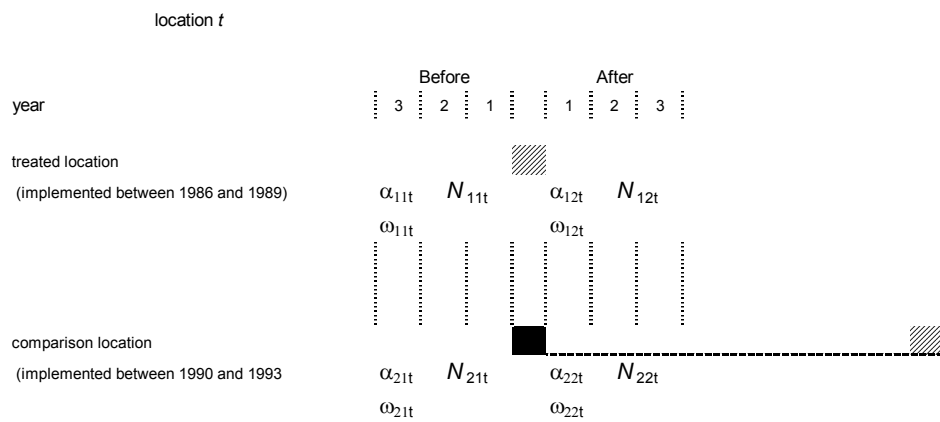 location t
Before After
year 3 2 1 1 2 3
treated location
(implemented between 1986 and 1989) α11t N11t α12t N12t
ω11t ω12t
comparison location
(implemented between 1990 and 1993 α21t N21t α22t N22t
ω21t ω22t